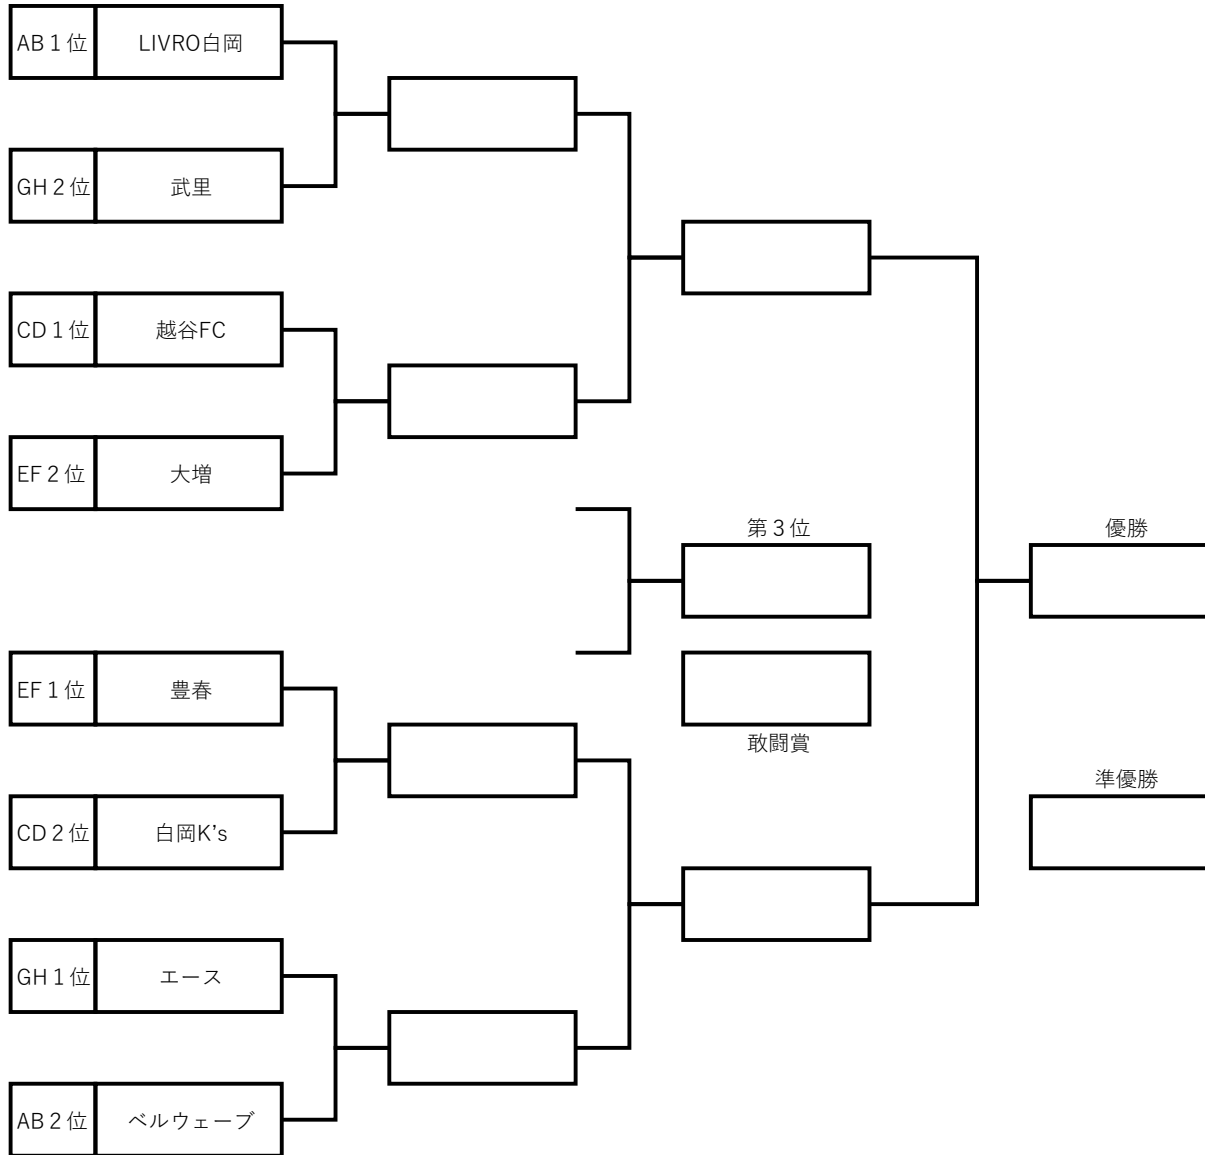 AB１位 LIVRO白岡
GH２位 武里
CD１位 越谷FC
EF２位 大増
第３位
優勝
EF１位 豊春
敢闘賞
準優勝
CD２位 白岡K’s
GH１位 エース
AB２位 ベルウェーブ